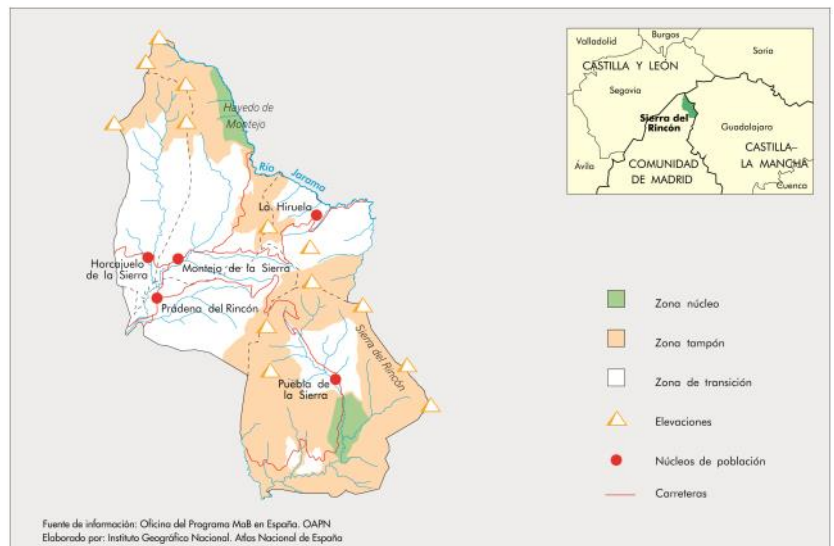 Hayedo de
Montejo
Río Jarama
La Hiruela
Horcajuelo
de la Sierra
Montejo de la Sierra
Prádena del Rincón
Sierra del Rincón
Puebla de
la Sierra
Valladolid
Burgos
Soria
CASTILLA Y LEÓN
Segovia
Sierra del
Rincón
Guadalajara
CASTILLA-
LA MANCHA
Ávila
COMUNIDAD
DE MADRID
Cuenca
Zona núcleo
Zona tampón
Zona de transición
Elevaciones
Núcleos de población
Carreteras
Fuente de información: Oficina del Programa MaB en España. OAPN
Elaborado por: Instituto Geográfico Nacional. Atlas Nacional de España